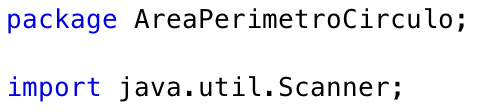 package AreaPerimetroCirculo;
import java.util.Scanner;